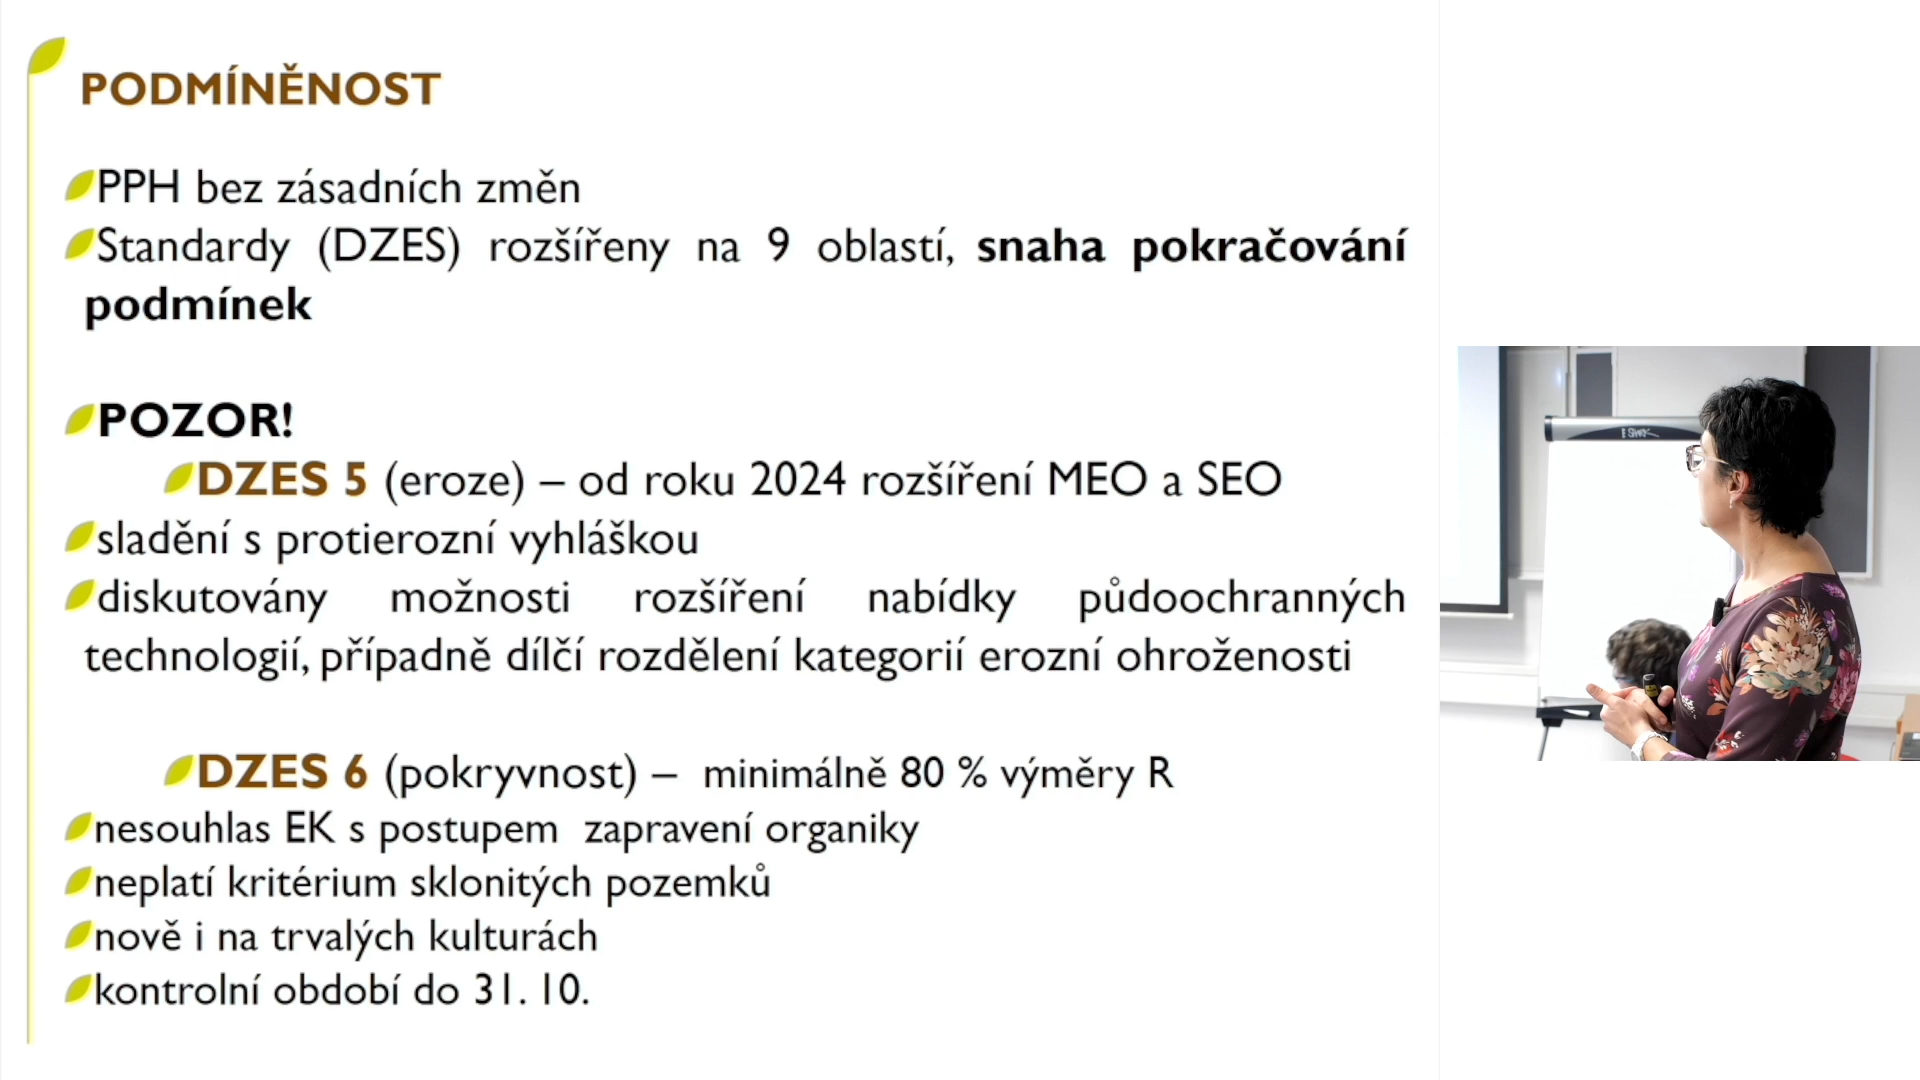 PODMÍNĚNOST
PPH bez zásadních změn
Standardy (DZES) rozšířeny na 9 oblastí, snaha pokračování
podmínek
POZOR!
DZES 5 (eroze) – od roku 2024 rozšíření MEO a SEO
sladění s protierozní vyhláškou
diskutovány možnosti rozšíření nabídky půdoochranných
technologií, případně dílčí rozdělení kategorií erozní ohroženosti
DZES 6 (pokryvnost) – minimálně 80 % výměry R
nesouhlas EK s postupem zapravení organiky
neplatí kritérium sklonitých pozemků
nově i na trvalých kulturách
kontrolní období do 31. 10.